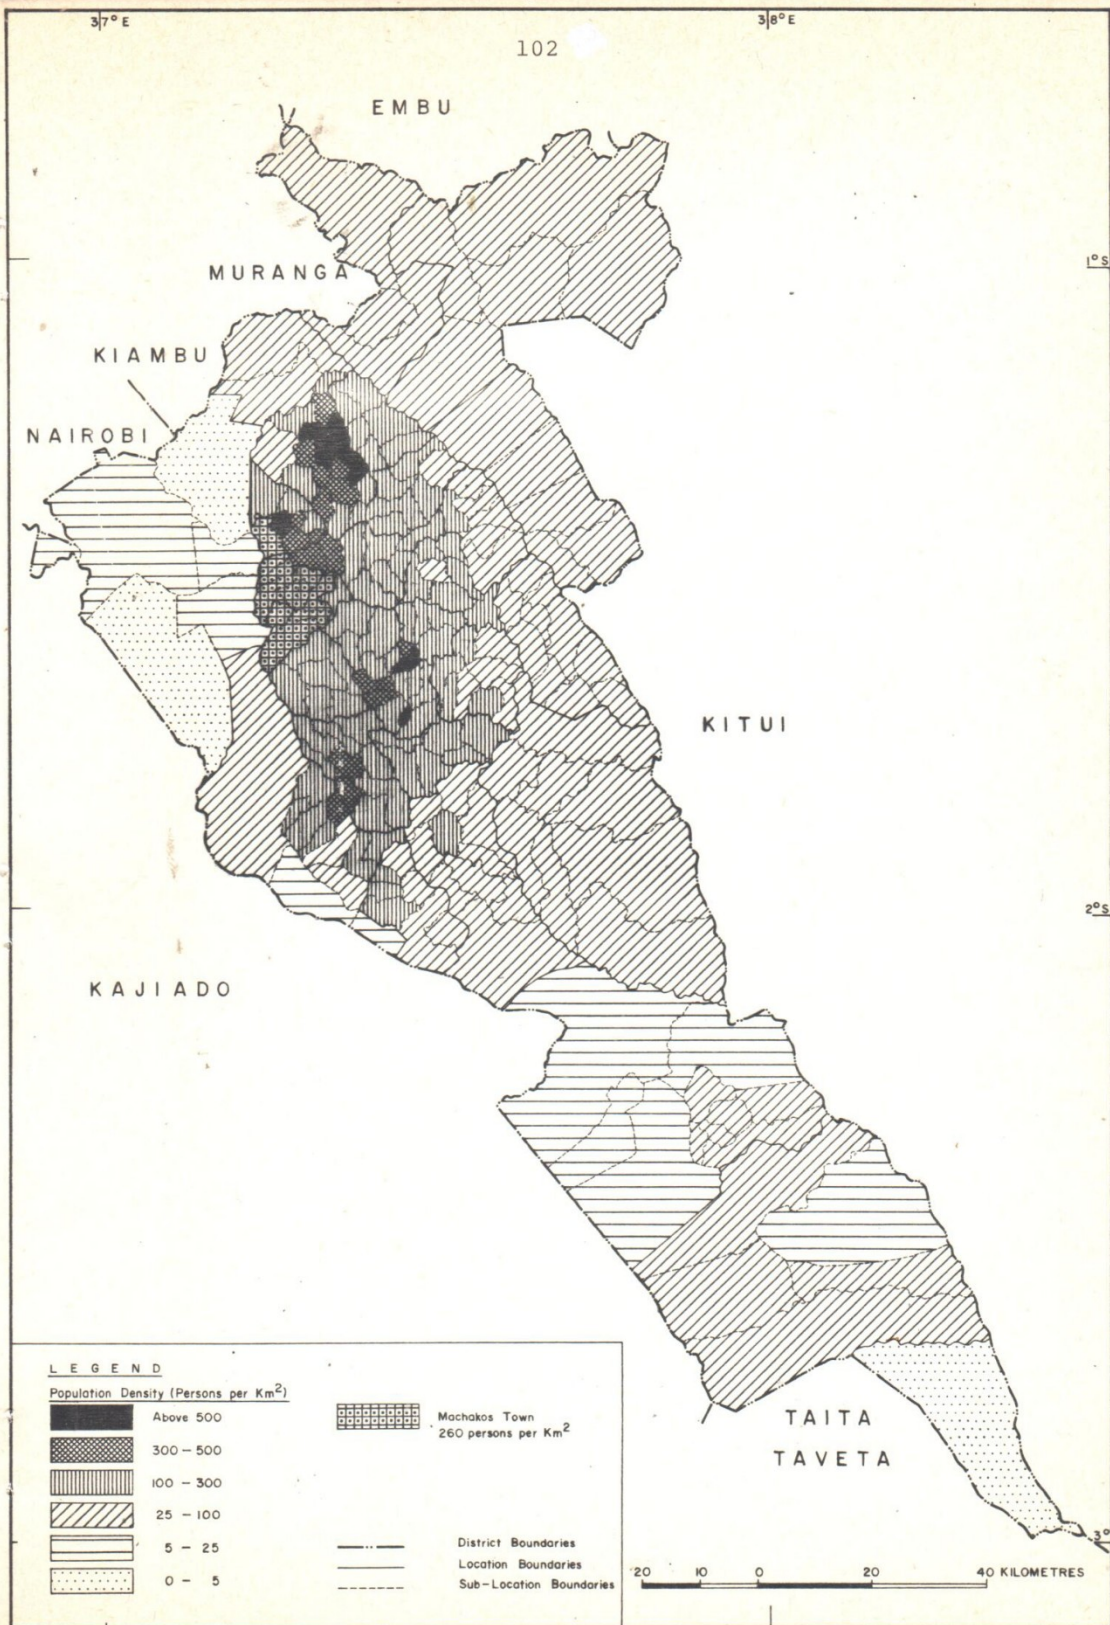 37°E
38°E
102
EMBU
MURANGA
1°S
KIAMBU
NAIROBI
KITUI
2°S
KAJIADO
LEGEND
Population Density (Persons per Km²)
Above 500
300 - 500
100 - 300
25 - 100
5 - 25
0 - 5
Machakos Town
260 persons per Km²
District Boundaries
Location Boundaries
Sub-Location Boundaries
TAITA
TAVETA
3°
20 10 0 20 40 KILOMETRES